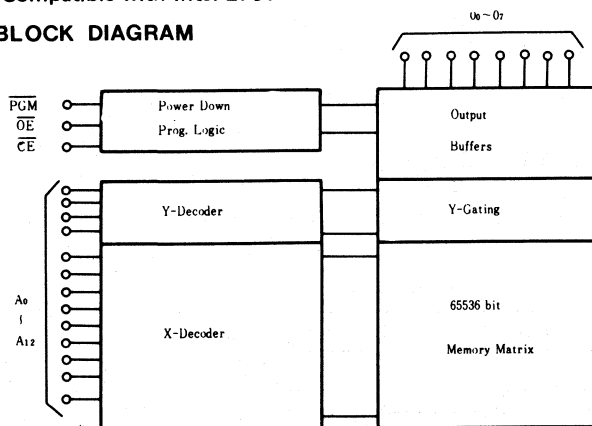 BLOCK DIAGRAM
O₀~O₇
PGM
OE
CE
Power Down
Prog. Logic
Output
Buffers
Y-Decoder
Y-Gating
A₀
~
A₁₂
X-Decoder
65536 bit
Memory Matrix